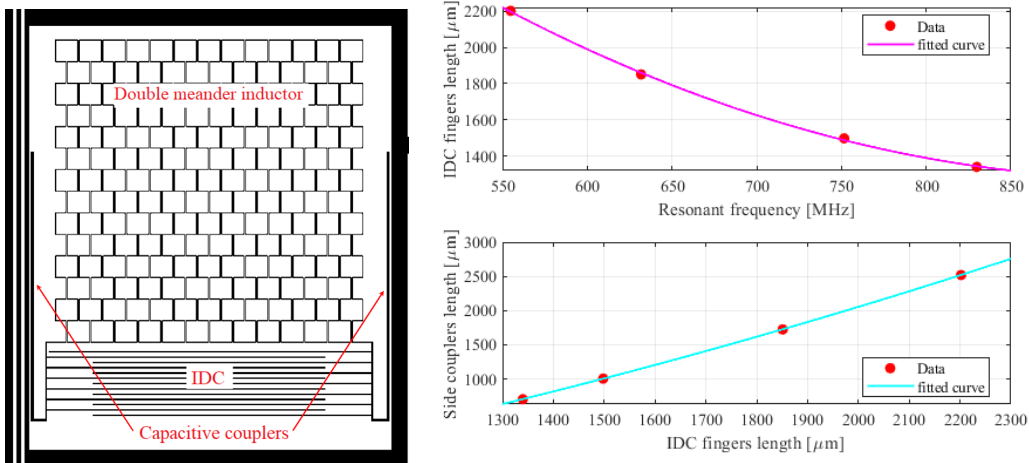 Double meander inductor
IDC
Capacitive couplers
IDC fingers length [μm]
2200
2000
1800
1600
1400
550
600
650
700
750
800
850
Resonant frequency [MHz]
Data
fitted curve
Side couplers length [μm]
3000
2500
2000
1500
1000
1300
1400
1500
1600
1700
1800
1900
2000
2100
2200
2300
IDC fingers length [μm]
Data
fitted curve